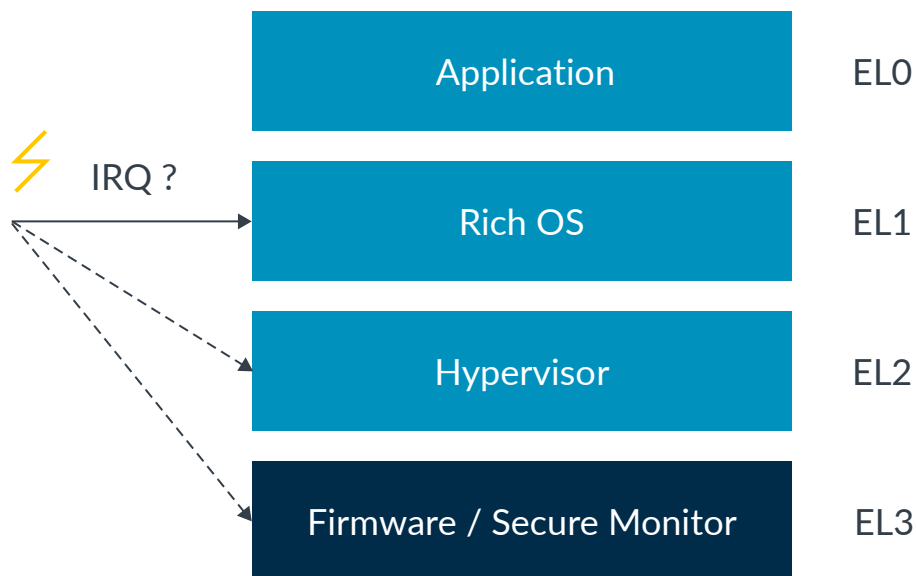 Application EL0
IRQ ?
Rich OS EL1
Hypervisor EL2
Firmware / Secure Monitor EL3